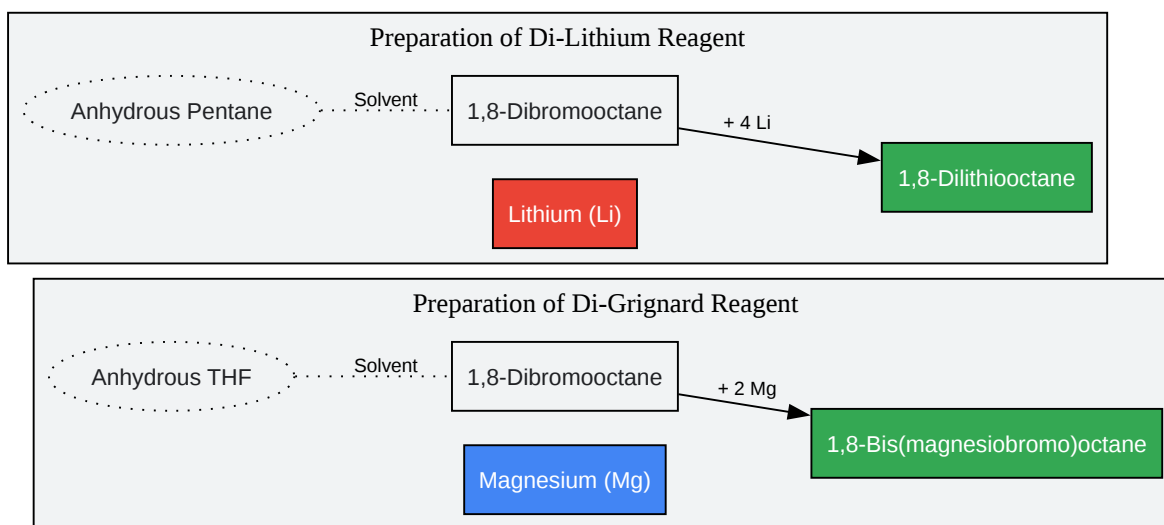 Preparation of Di-Lithium Reagent
Anhydrous Pentane
Solvent
1,8-Dibromooctane
+ 4 Li
1,8-Dilithiooctane
Lithium (Li)
Preparation of Di-Grignard Reagent
Anhydrous THF
Solvent
1,8-Dibromooctane
+ 2 Mg
1,8-Bis(magnesiobromo)octane
Magnesium (Mg)